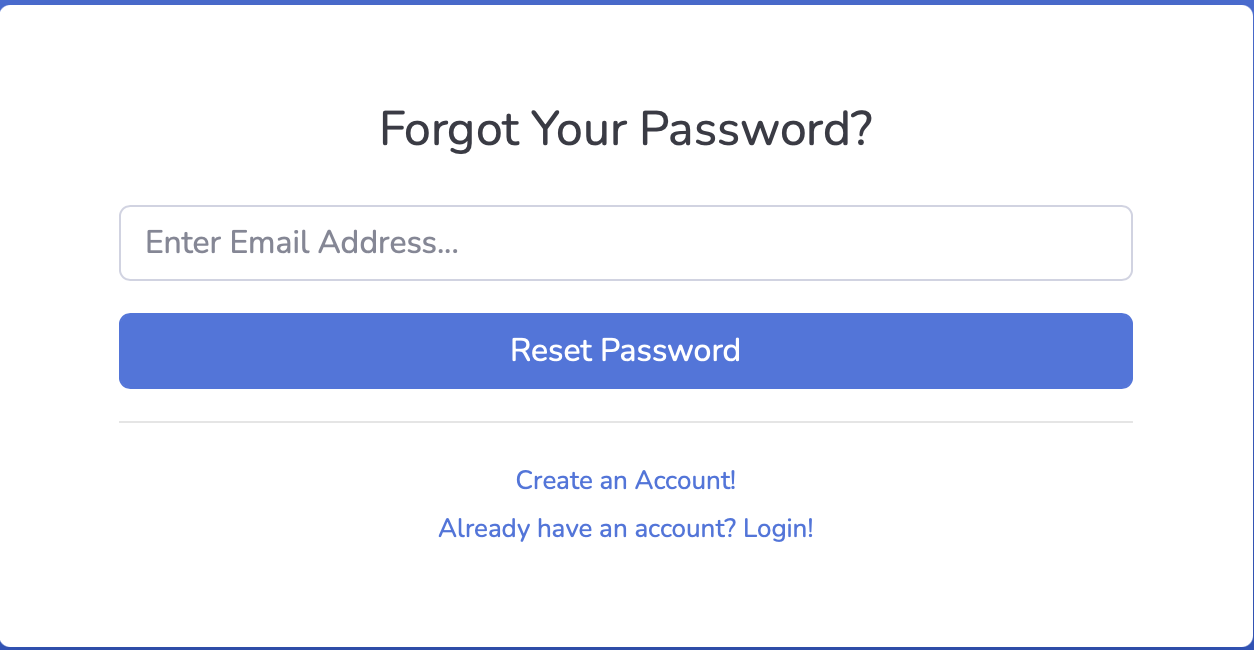 Forgot Your Password?
Enter Email Address...
Reset Password
Create an Account!
Already have an account? Login!